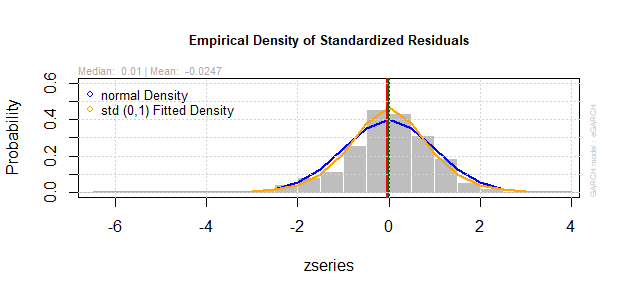 Empirical Density of Standardized Residuals
Median: 0.01 | Mean: -0.0247
normal Density
std (0,1) Fitted Density
Probability
0.6
0.4
0.2
0.0
-6
-4
-2
0
2
4
zseries
GARCH model : eGARCH